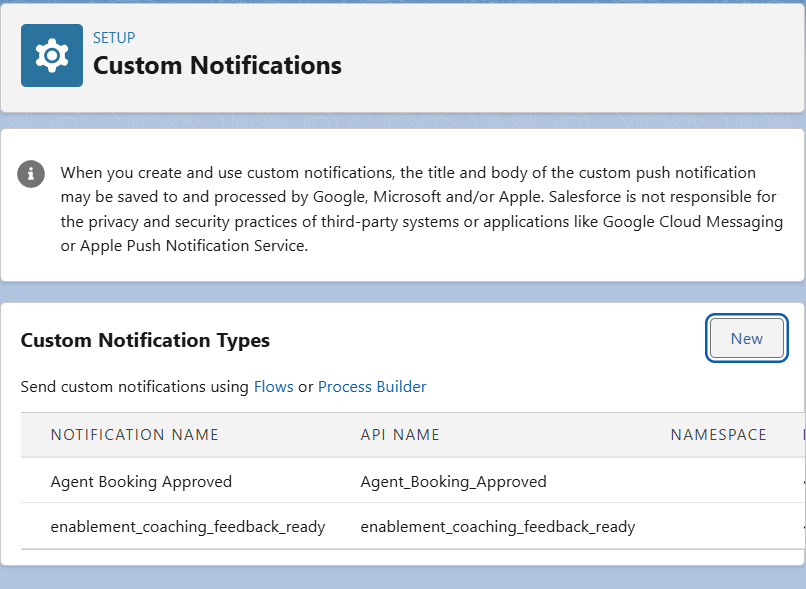 SETUP
Custom Notifications
When you create and use custom notifications, the title and body of the custom push notification
may be saved to and processed by Google, Microsoft and/or Apple. Salesforce is not responsible for
the privacy and security practices of third-party systems or applications like Google Cloud Messaging
or Apple Push Notification Service.
Custom Notification Types
New
Send custom notifications using Flows or Process Builder
NOTIFICATION NAME API NAME NAMESPACE
Agent Booking Approved Agent_Booking_Approved
enablement_coaching_feedback_ready enablement_coaching_feedback_ready